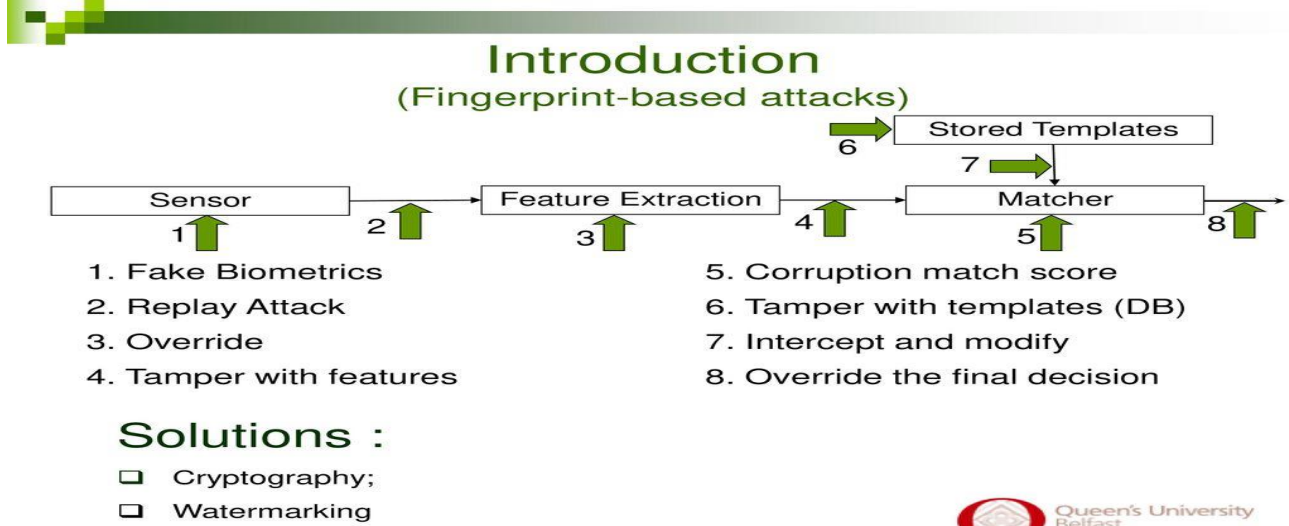 Introduction
(Fingerprint-based attacks)
Stored Templates
6
7
Sensor
Feature Extraction
Matcher
1
2
3
4
5
8
1. Fake Biometrics
2. Replay Attack
3. Override
4. Tamper with features
5. Corruption match score
6. Tamper with templates (DB)
7. Intercept and modify
8. Override the final decision
Solutions :
Cryptography;
Watermarking
Queen's University
Belfast